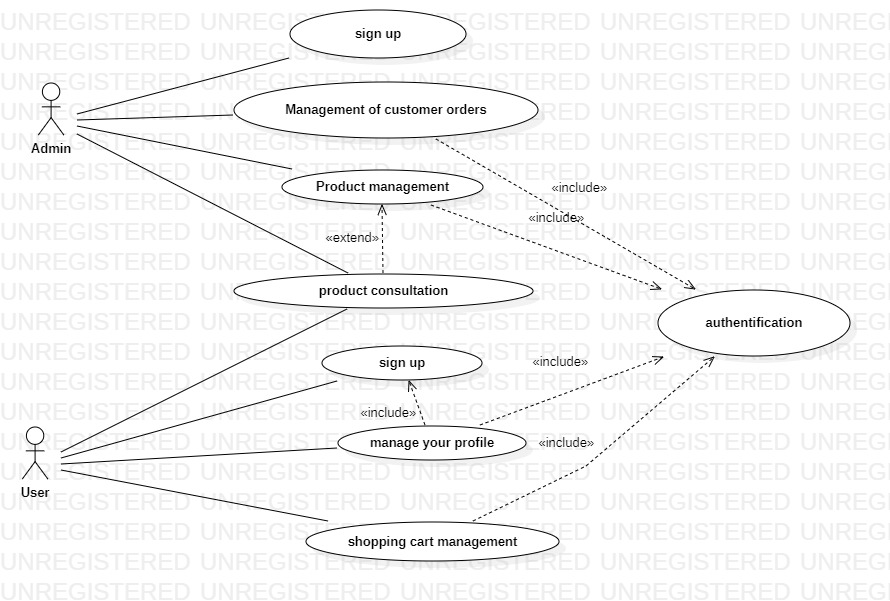 sign up
Management of customer orders
Admin
Product management
«include»
«include»
«extend»
product consultation
authentification
sign up
«include»
«include»
manage your profile
«include»
User
shopping cart management
UNREGISTERED UNREGISTERED UNREGISTERED UNREGISTERED UNREGI